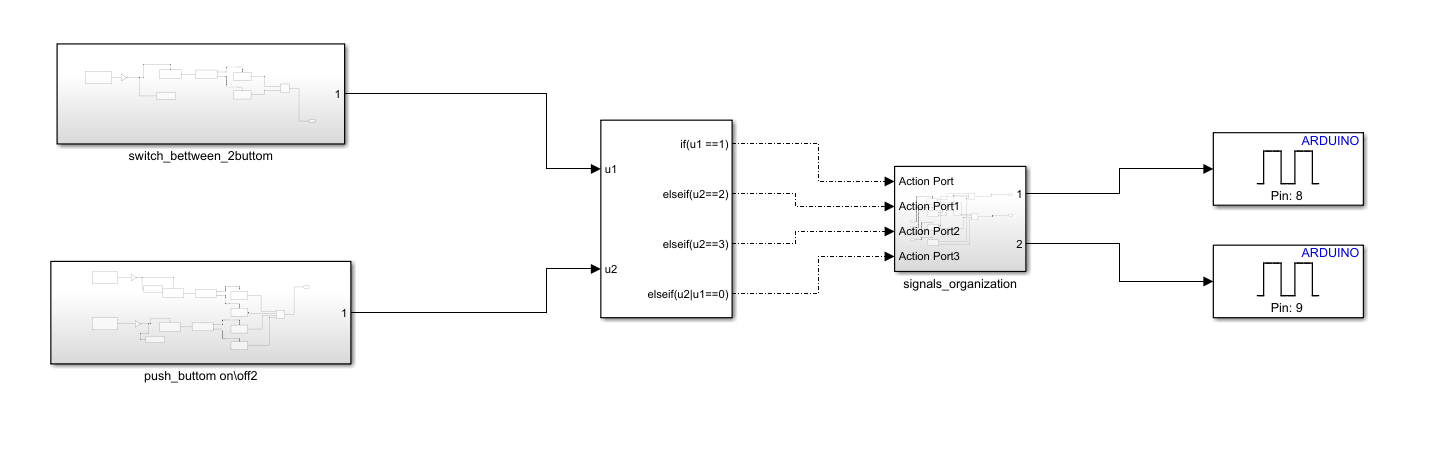 1
switch_bettween_2buttom
1
push_buttom on\off2
u1
u2
if(u1 ==1)
elseif(u2==2)
elseif(u2==3)
elseif(u2|u1==0)
Action Port
Action Port1
Action Port2
Action Port3
1
2
signals_organization
ARDUINO
Pin: 8
ARDUINO
Pin: 9